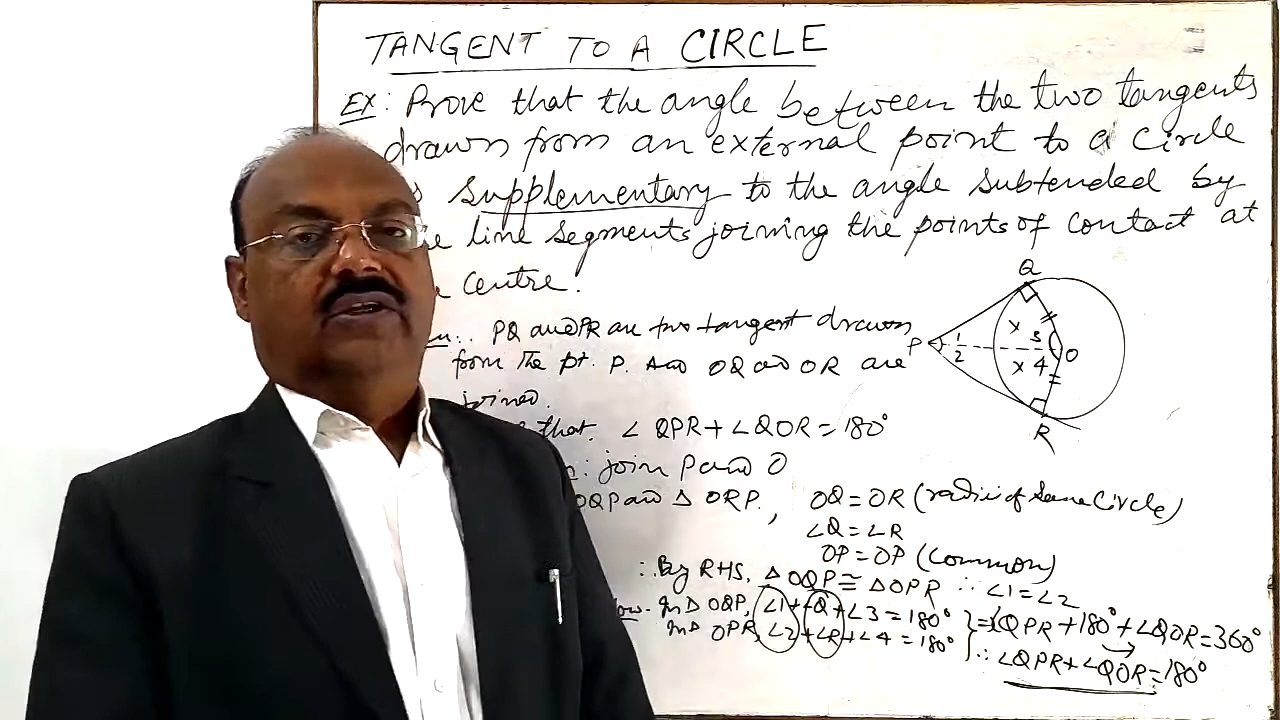 TANGENT TO A CIRCLE
EX: Prove that the angle between the two tangents
drawn from an external point to a circle
supplementary to the angle subtended by
line segments joining the points of contact at
centre.
PQ and PR are two tangent drawn
from the pt. P. And OQ and OR are
joined.
that. ∠QPR+∠QOR=180°
: join P and O
OQP and Δ ORP, OQ=OR (radii of same circle)
∠Q=∠R
OP=OP (common)
∴ By RHS, Δ OQP ≅ Δ OPR ∴ ∠1=∠2
In Δ OQP, ∠1+∠Q+∠3=180° } = ∠QPR+180°+∠QOR=360°
In Δ OPR, ∠2+∠R+∠4=180° } ∴ ∠QPR+∠QOR=180°
Q
P
1
2
x
x
3
4
O
R